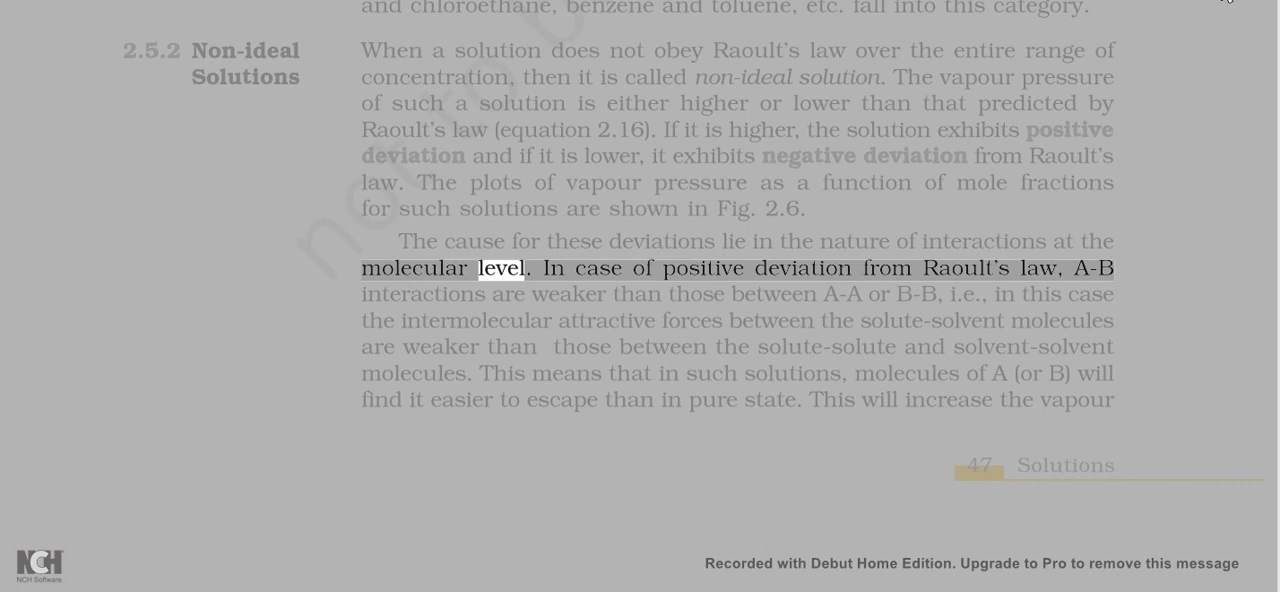 and chloroethane, benzene and toluene, etc. fall into this category.
2.5.2 Non-ideal
Solutions
When a solution does not obey Raoult's law over the entire range of
concentration, then it is called non-ideal solution. The vapour pressure
of such a solution is either higher or lower than that predicted by
Raoult's law (equation 2.16). If it is higher, the solution exhibits positive
deviation and if it is lower, it exhibits negative deviation from Raoult's
law. The plots of vapour pressure as a function of mole fractions
for such solutions are shown in Fig. 2.6.
The cause for these deviations lie in the nature of interactions at the
molecular level. In case of positive deviation from Raoult's law, A-B
interactions are weaker than those between A-A or B-B, i.e., in this case
the intermolecular attractive forces between the solute-solvent molecules
are weaker than those between the solute-solute and solvent-solvent
molecules. This means that in such solutions, molecules of A (or B) will
find it easier to escape than in pure state. This will increase the vapour
47 Solutions
not to b
NCH
NCH Software
Recorded with Debut Home Edition. Upgrade to Pro to remove this message